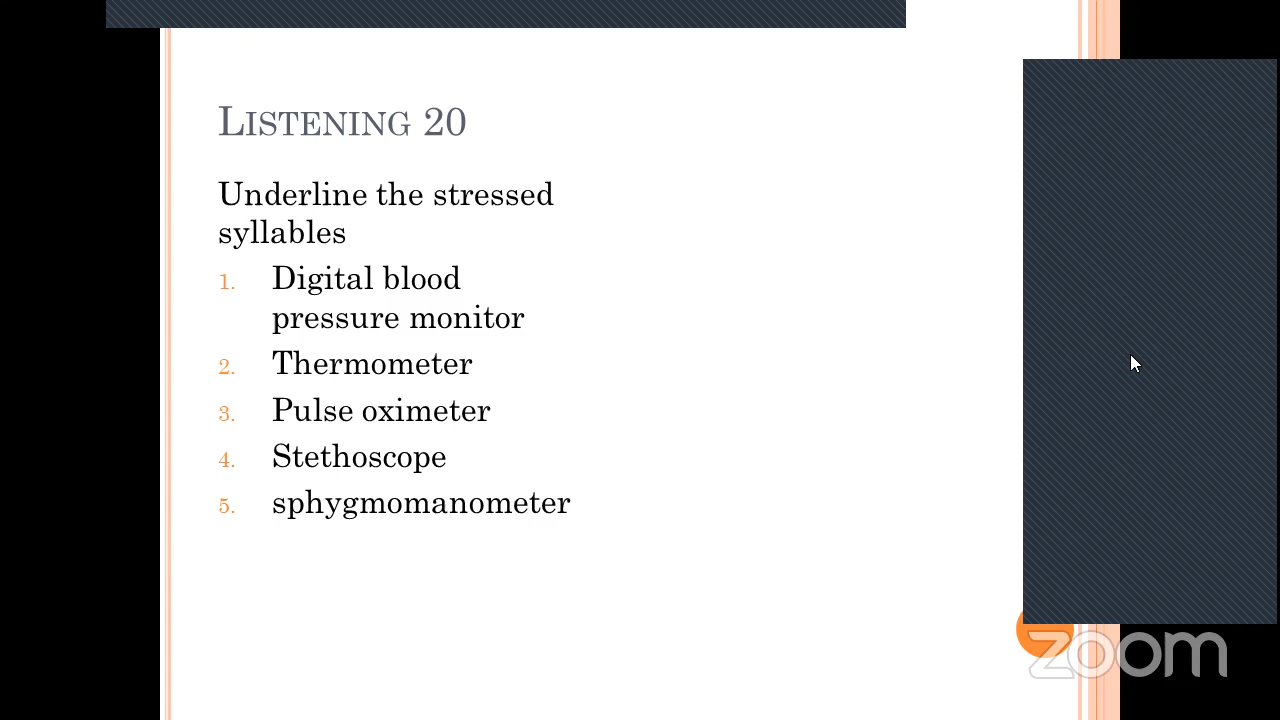 Listening 20
Underline the stressed
syllables
1. Digital blood
pressure monitor
2. Thermometer
3. Pulse oximeter
4. Stethoscope
5. sphygmomanometer
zoom